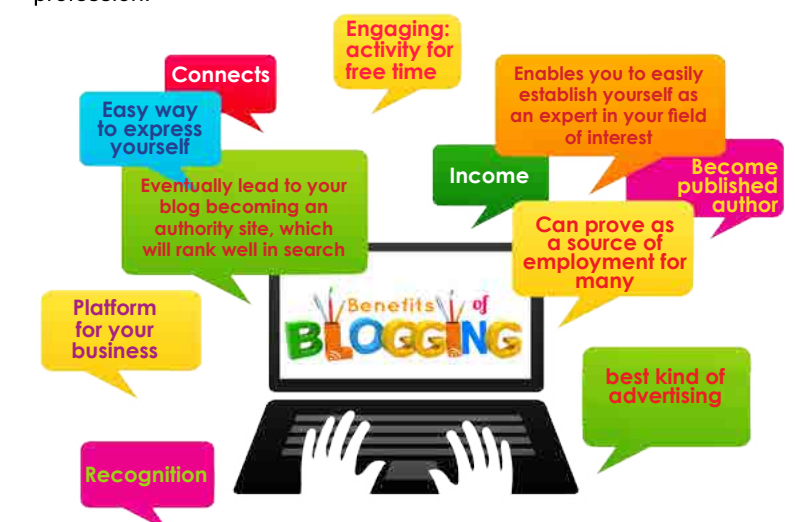 profession.
Engaging:
activity for
free time
Connects
Enables you to easily
establish yourself as
an expert in your field
of interest
Easy way
to express
yourself
Become
published
author
Income
Eventually lead to your
blog becoming an
authority site, which
will rank well in search
Can prove as
a source of
employment for
many
Benefits of
BLOGGING
Platform
for your
business
best kind of
advertising
Recognition